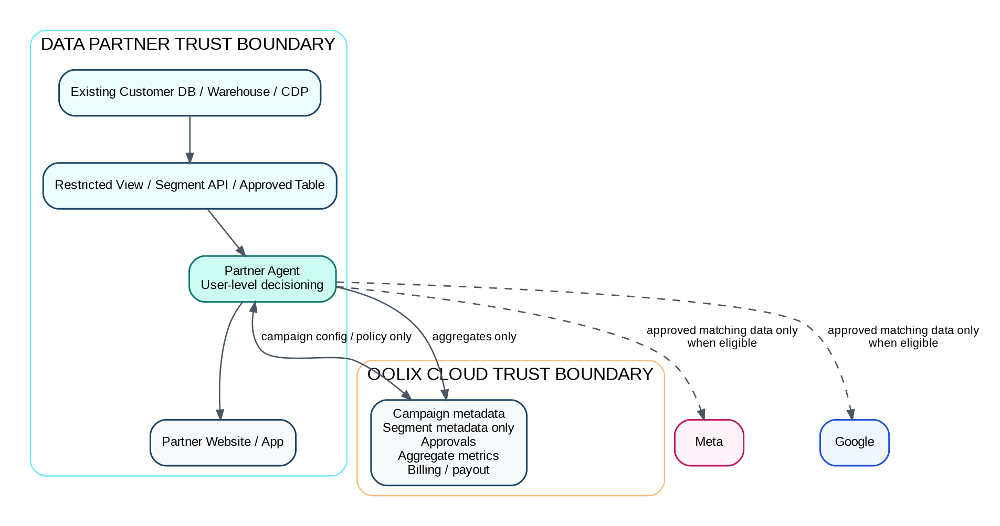 DATA PARTNER TRUST BOUNDARY
Existing Customer DB / Warehouse / CDP
Restricted View / Segment API / Approved Table
Partner Agent
User-level decisioning
campaign config / policy only
aggregates only
approved matching data only
when eligible
approved matching data only
when eligible
OOLIX CLOUD TRUST BOUNDARY
Partner Website / App
Campaign metadata
Segment metadata only
Approvals
Aggregate metrics
Billing / payout
Meta
Google